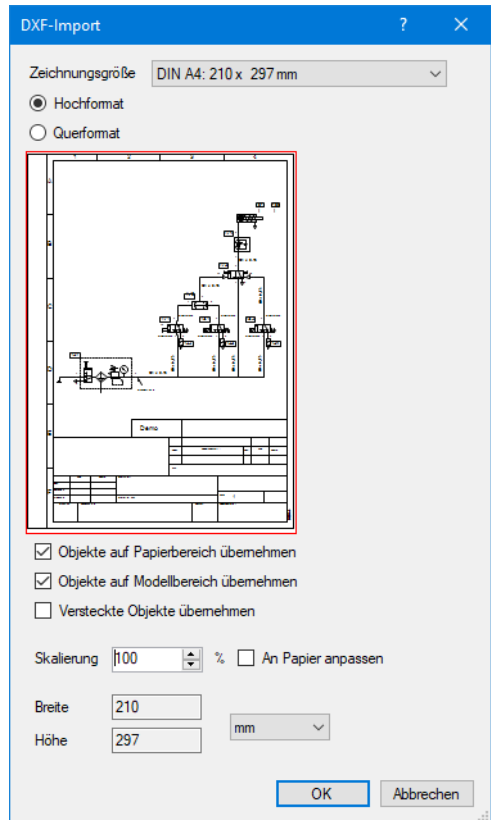 DXF-Import
Zeichnungsgröße DIN A4: 210 x 297 mm
Hochformat
Querformat
Demo
Objekte auf Papierbereich übernehmen
Objekte auf Modellbereich übernehmen
Versteckte Objekte übernehmen
Skalierung 100 % An Papier anpassen
Breite 210
mm
Höhe 297
OK Abbrechen